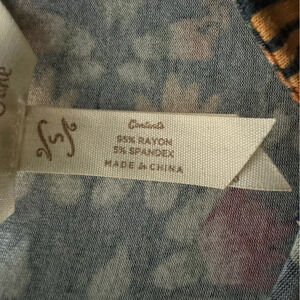 Contents
95% RAYON
5% SPANDEX
MADE In CHINA